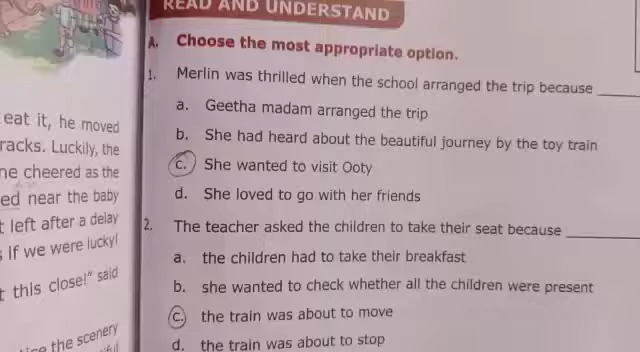 READ AND UNDERSTAND
A. Choose the most appropriate option.
1. Merlin was thrilled when the school arranged the trip because ______
a. Geetha madam arranged the trip
b. She had heard about the beautiful journey by the toy train
c. She wanted to visit Ooty
d. She loved to go with her friends
2. The teacher asked the children to take their seat because ______
a. the children had to take their breakfast
b. she wanted to check whether all the children were present
c. the train was about to move
d. the train was about to stop
eat it, he moved
racks. Luckily, the
he cheered as the
ed near the baby
t left after a delay
if we were lucky!
t this close!" said
the scenery